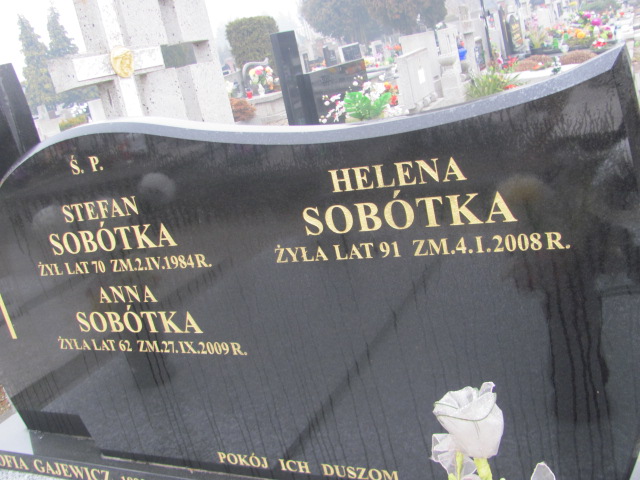 Ś. P.
STEFAN
SOBÓTKA
ŻYŁ LAT 70 ZM.2.IV.1984 R.
ANNA
SOBÓTKA
ŻYŁA LAT 62 ZM.27.IX.2009 R.
HELENA
SOBÓTKA
ŻYŁA LAT 91 ZM.4.I.2008 R.
POKÓJ ICH DUSZOM
GAJEWICZ